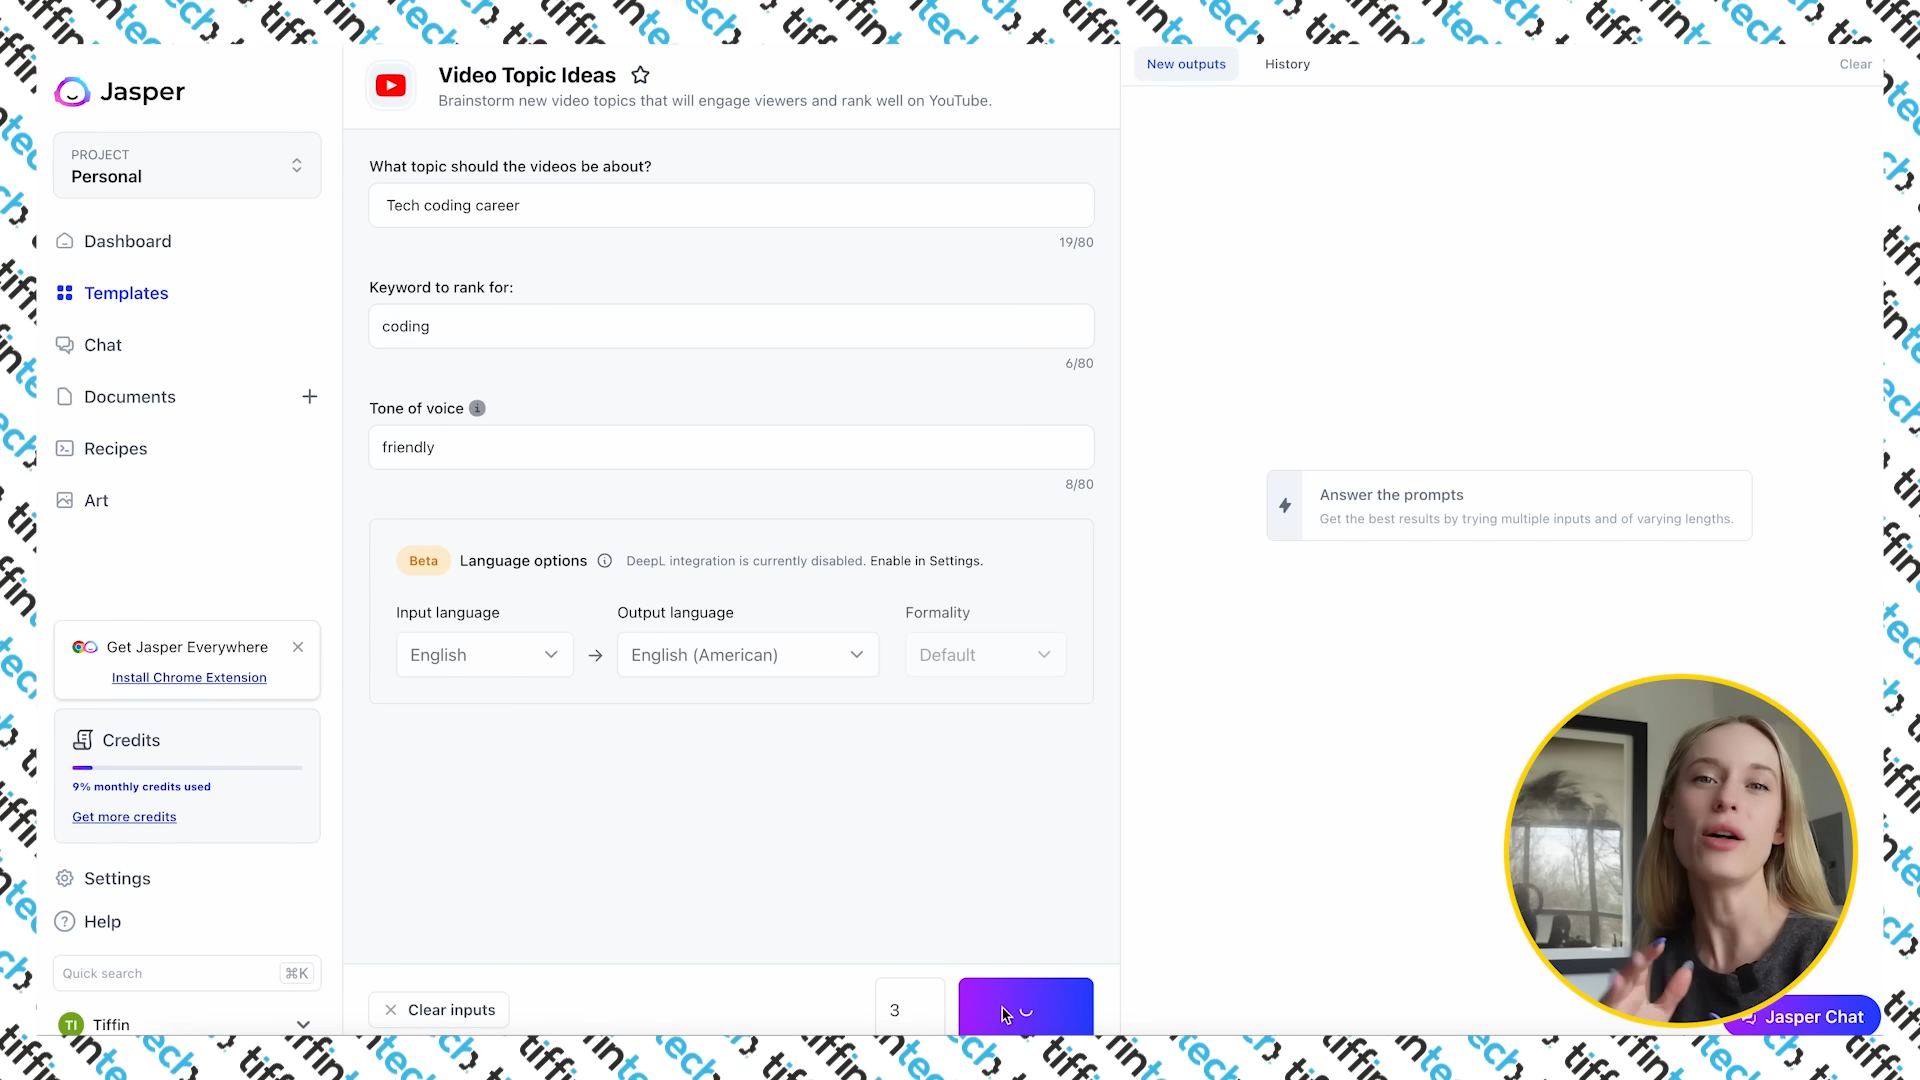 Jasper
PROJECT
Personal
Dashboard
Templates
Chat
Documents
Recipes
Art
Get Jasper Everywhere
Install Chrome Extension
Credits
9% monthly credits used
Get more credits
Settings
Help
Quick search ⌘K
TI Tiffin
Video Topic Ideas
Brainstorm new video topics that will engage viewers and rank well on YouTube.
What topic should the videos be about?
Tech coding career
19/80
Keyword to rank for:
coding
6/80
Tone of voice
friendly
8/80
Beta Language options DeepL integration is currently disabled. Enable in Settings.
Input language Output language Formality
English → English (American) Default
Clear inputs
3
New outputs History Clear
Answer the prompts
Get the best results by trying multiple inputs and of varying lengths.
Jasper Chat
tiffintech